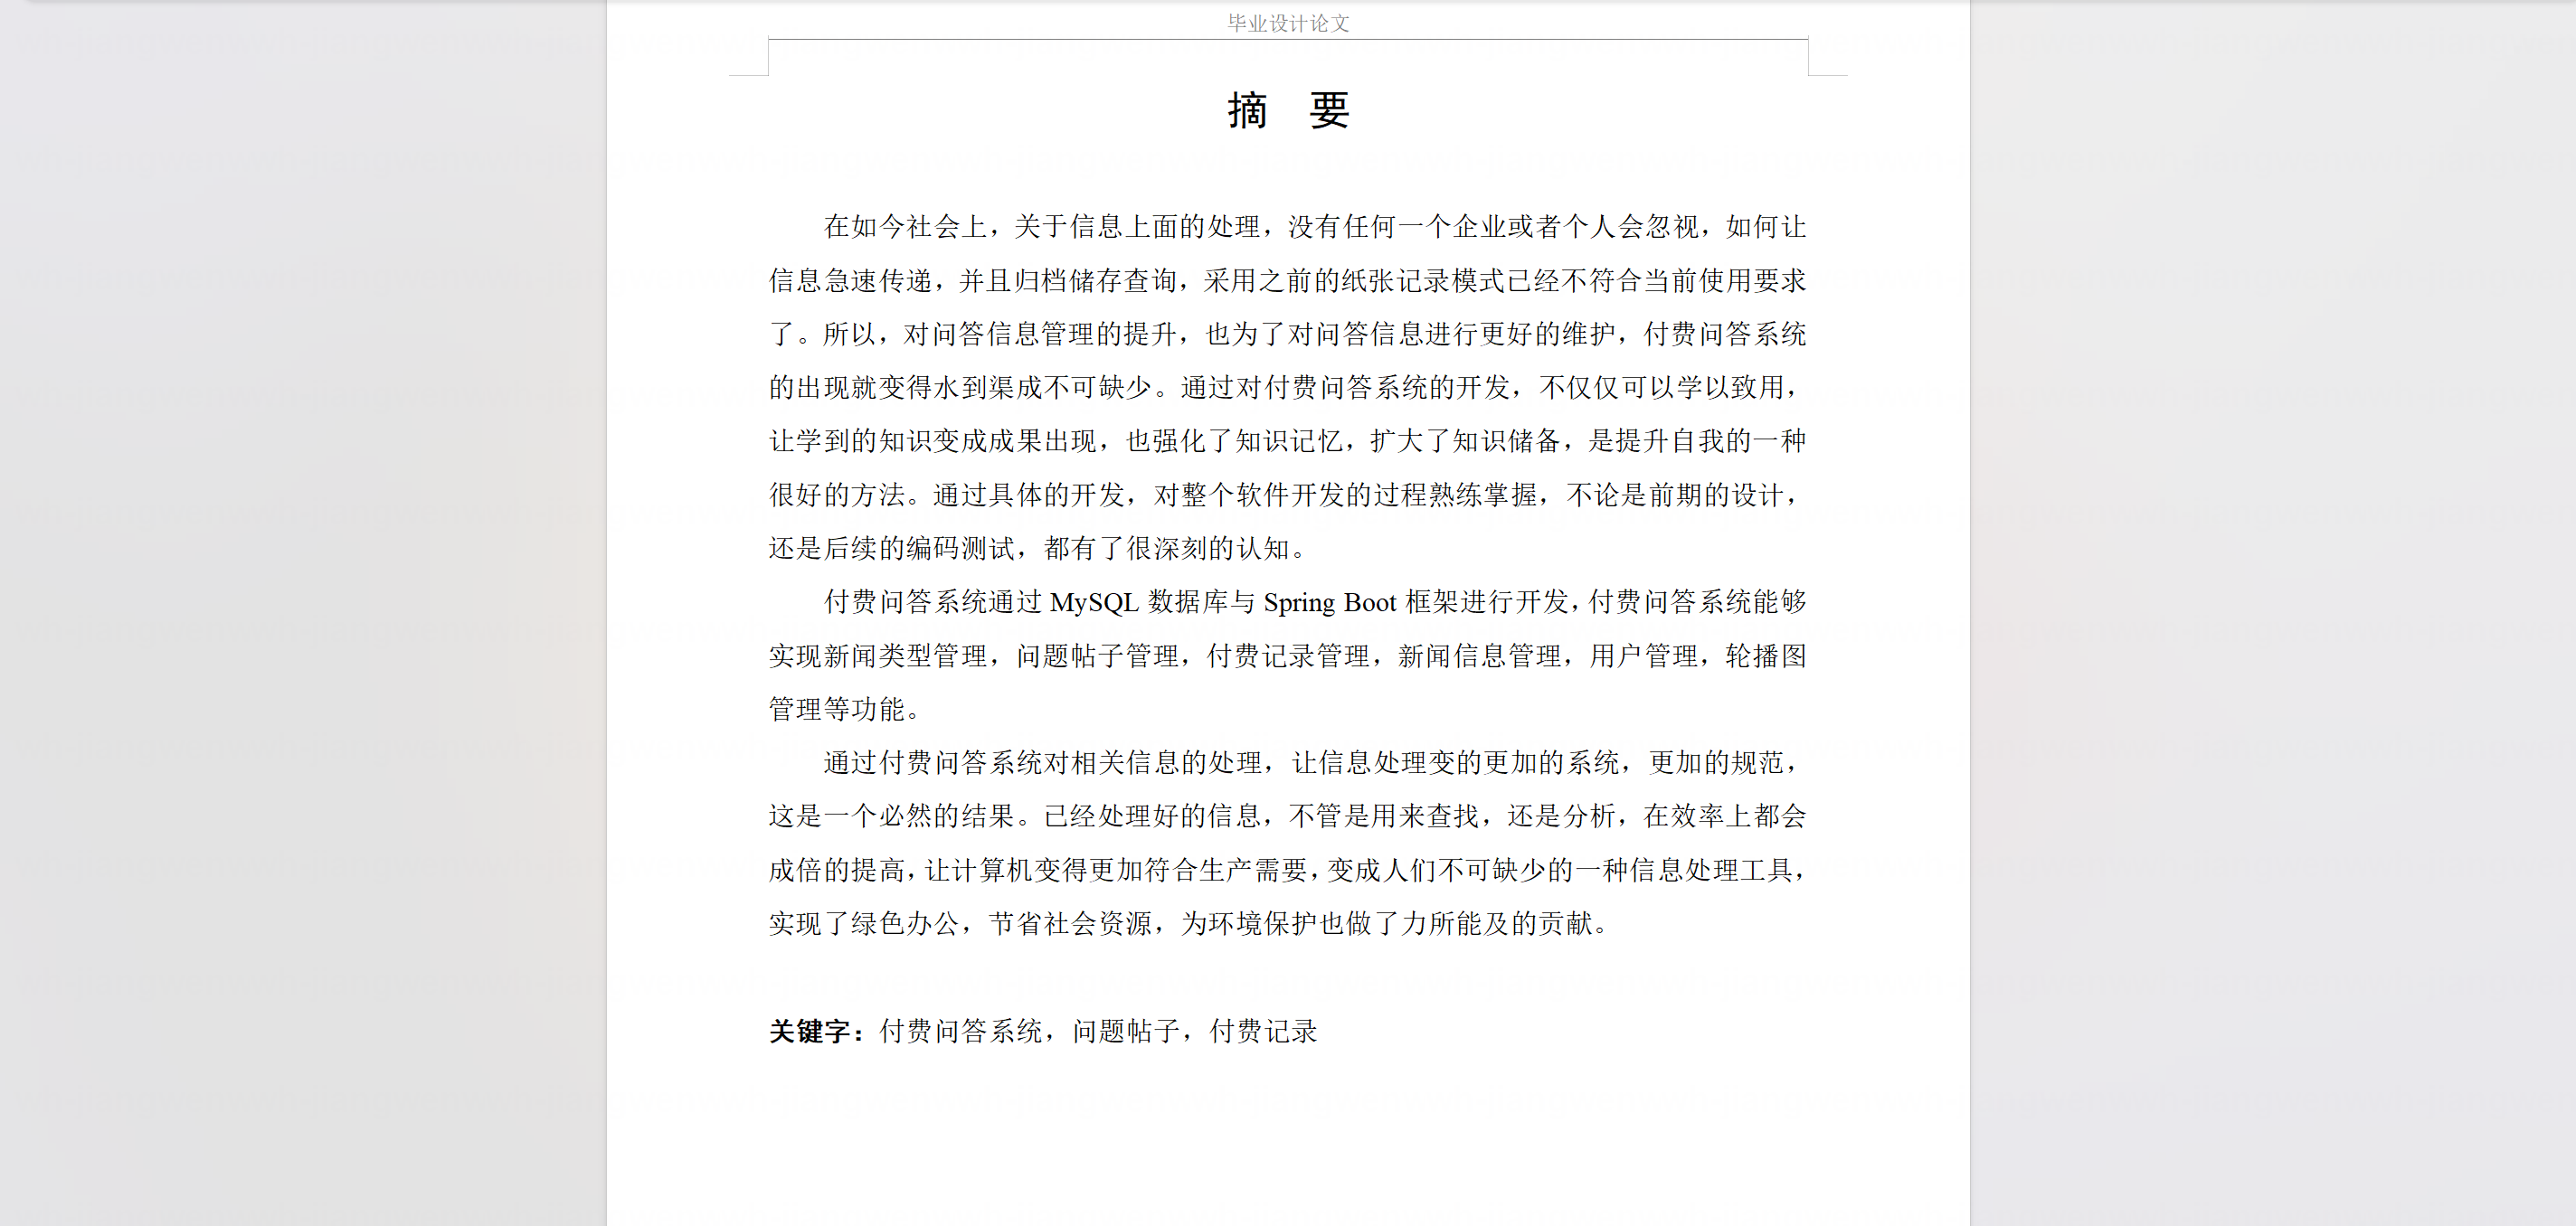 毕业设计论文
摘 要
在如今社会上，关于信息上面的处理，没有任何一个企业或者个人会忽视，如何让
信息急速传递，并且归档储存查询，采用之前的纸张记录模式已经不符合当前使用要求
了。所以，对问答信息管理的提升，也为了对问答信息进行更好的维护，付费问答系统
的出现就变得水到渠成不可缺少。通过对付费问答系统的开发，不仅仅可以学以致用，
让学到的知识变成成果出现，也强化了知识记忆，扩大了知识储备，是提升自我的一种
很好的方法。通过具体的开发，对整个软件开发的过程熟练掌握，不论是前期的设计，
还是后续的编码测试，都有了很深刻的认知。
付费问答系统通过 MySQL 数据库与 Spring Boot 框架进行开发，付费问答系统能够
实现新闻类型管理，问题帖子管理，付费记录管理，新闻信息管理，用户管理，轮播图
管理等功能。
通过付费问答系统对相关信息的处理，让信息处理变的更加的系统，更加的规范，
这是一个必然的结果。已经处理好的信息，不管是用来查找，还是分析，在效率上都会
成倍的提高，让计算机变得更加符合生产需要，变成人们不可缺少的一种信息处理工具，
实现了绿色办公，节省社会资源，为环境保护也做了力所能及的贡献。
关键字：付费问答系统，问题帖子，付费记录